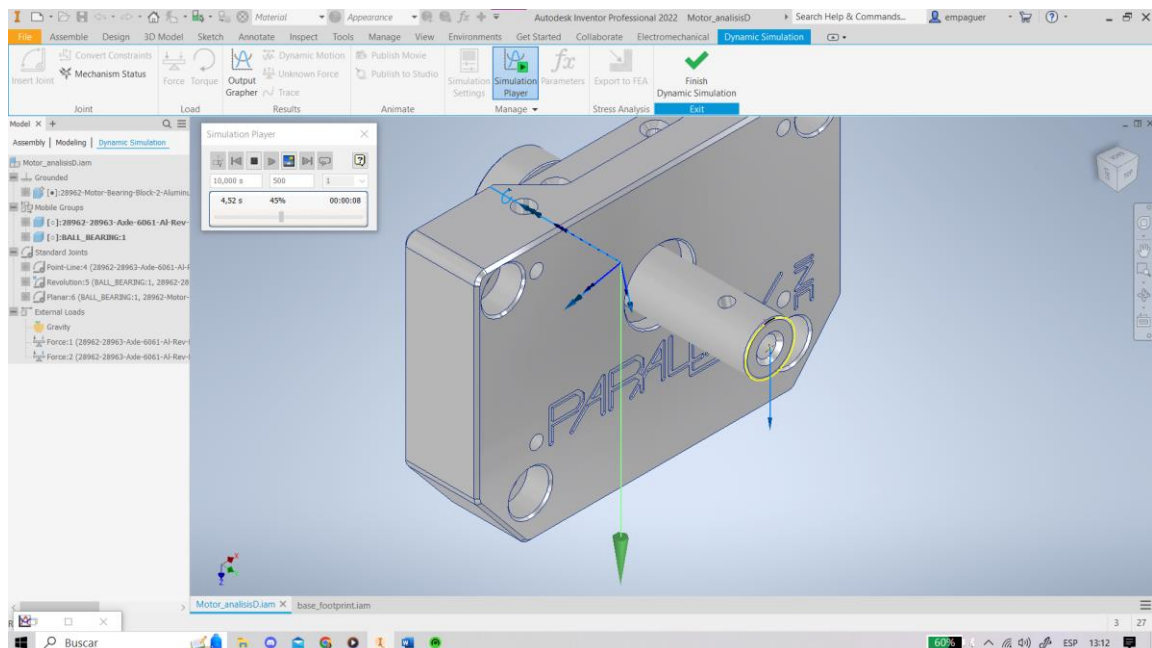 Material
Appearance
Autodesk Inventor Professional 2022 Motor_analisisD
Search Help & Commands...
empaguer
File Assemble Design 3D Model Sketch Annotate Inspect Tools Manage View Environments Get Started Collaborate Electromechanical Dynamic Simulation
Insert Joint
Convert Constraints
Mechanism Status
Force Torque
Output Grapher
Dynamic Motion
Unknown Force
Trace
Publish Movie
Publish to Studio
Simulation Settings
Simulation Player
Parameters
Export to FEA
Finish Dynamic Simulation
Joint Load Results Animate Manage Stress Analysis Exit
Model
Assembly | Modeling | Dynamic Simulation
Motor_analisisD.iam
Grounded
[•]:28962-Motor-Bearing-Block-2-Aluminu
Mobile Groups
[◦]:28962-28963-Axle-6061-Al-Rev-
[◦]:BALL_BEARING:1
Standard Joints
Point-Line:4 (28962-28963-Axle-6061-Al-F
Revolution:5 (BALL_BEARING:1, 28962-28
Planar:6 (BALL_BEARING:1, 28962-Motor-
External Loads
Gravity
Force:1 (28962-28963-Axle-6061-Al-Rev-
Force:2 (28962-28963-Axle-6061-Al-Rev-
Simulation Player
10,000 s 500 1
4,52 s 45% 00:00:08
Motor_analisisD.iam base_footprint.iam
3 27
Buscar
60%
ESP 13:12